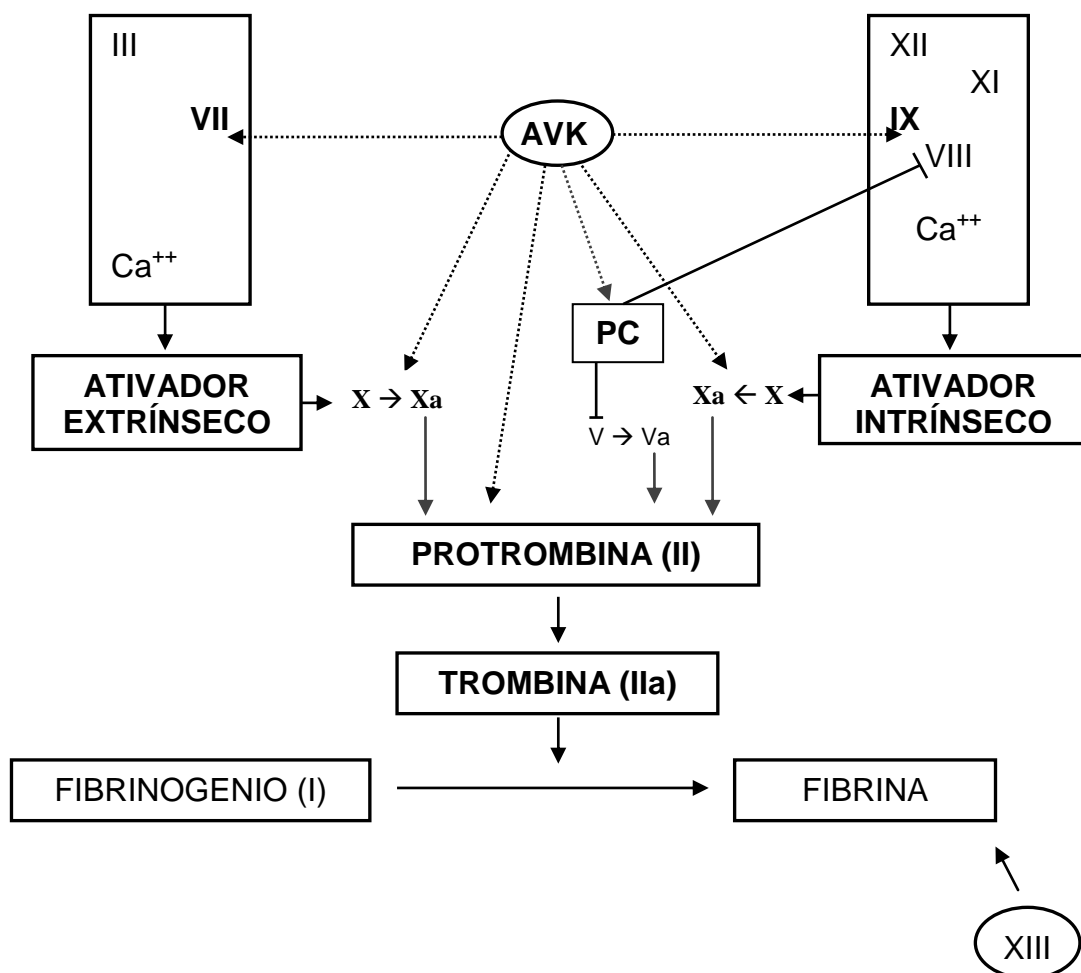 III
XII
XI
VII
AVK
IX
VIII
Ca++
Ca++
PC
ATIVADOR
EXTRÍNSECO
X → Xa
Xa ← X
ATIVADOR
INTRÍNSECO
V → Va
PROTROMBINA (II)
TROMBINA (IIa)
FIBRINOGENIO (I)
FIBRINA
XIII